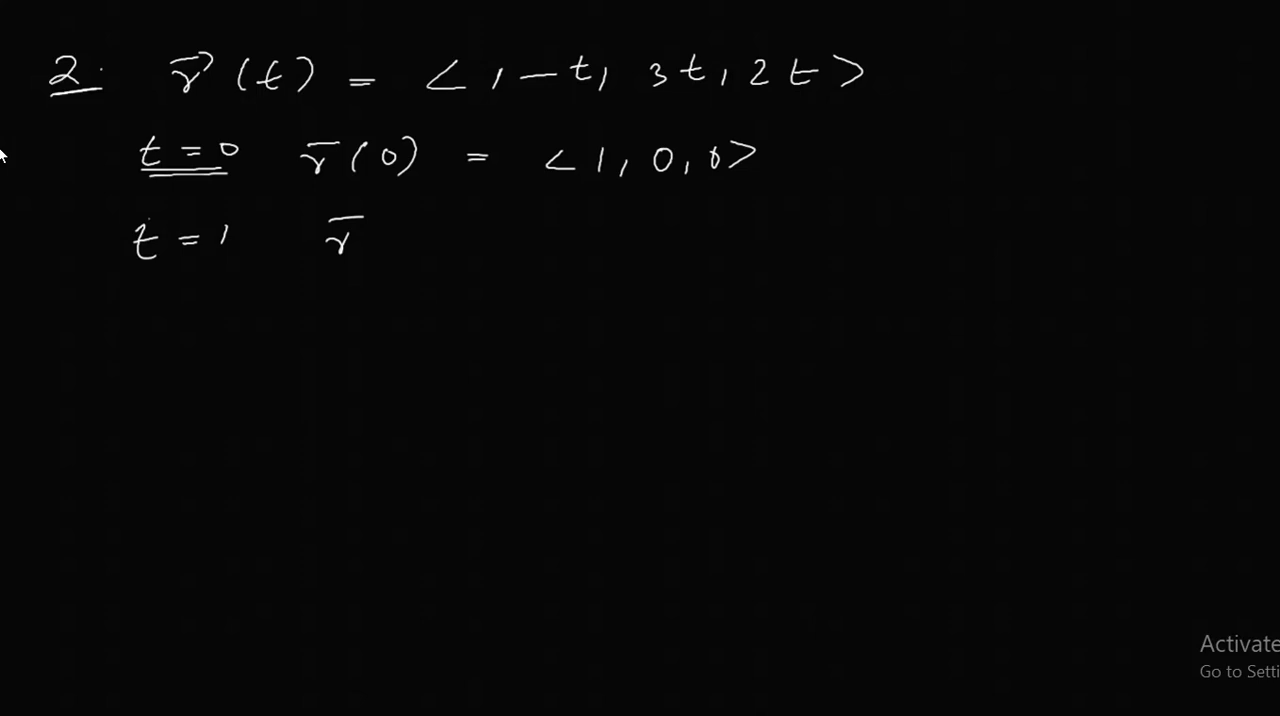 2. r⃗(t) = <1-t, 3t, 2t>
t=0 r̅(0) = <1, 0, 0>
t=1 r̅
Activate
Go to Setti